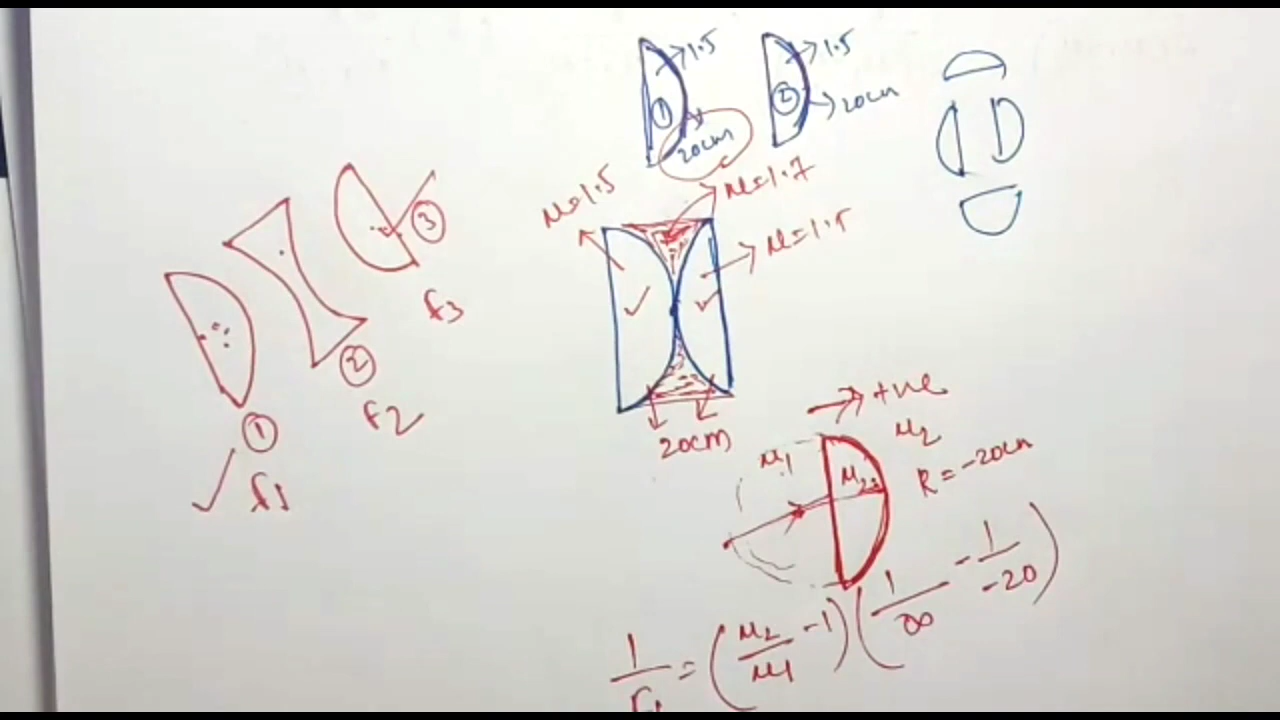 1.5
①
20cm
1.5
②
20cm
μ=1.5
μ=1.7
μ=1.5
20cm
①
f1
②
f2
③
f3
+ve
μ1
μ2
μ2
R = -20cm
1/f1 = (μ2/μ1 - 1)(1/∞ - 1/-20)